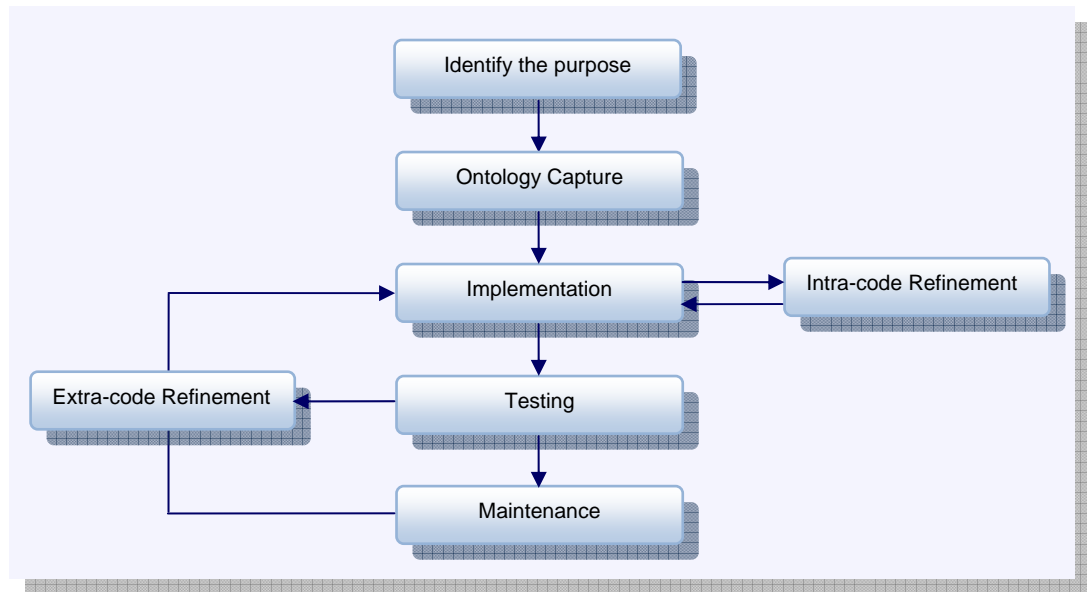 Identify the purpose
Ontology Capture
Implementation
Intra-code Refinement
Extra-code Refinement
Testing
Maintenance